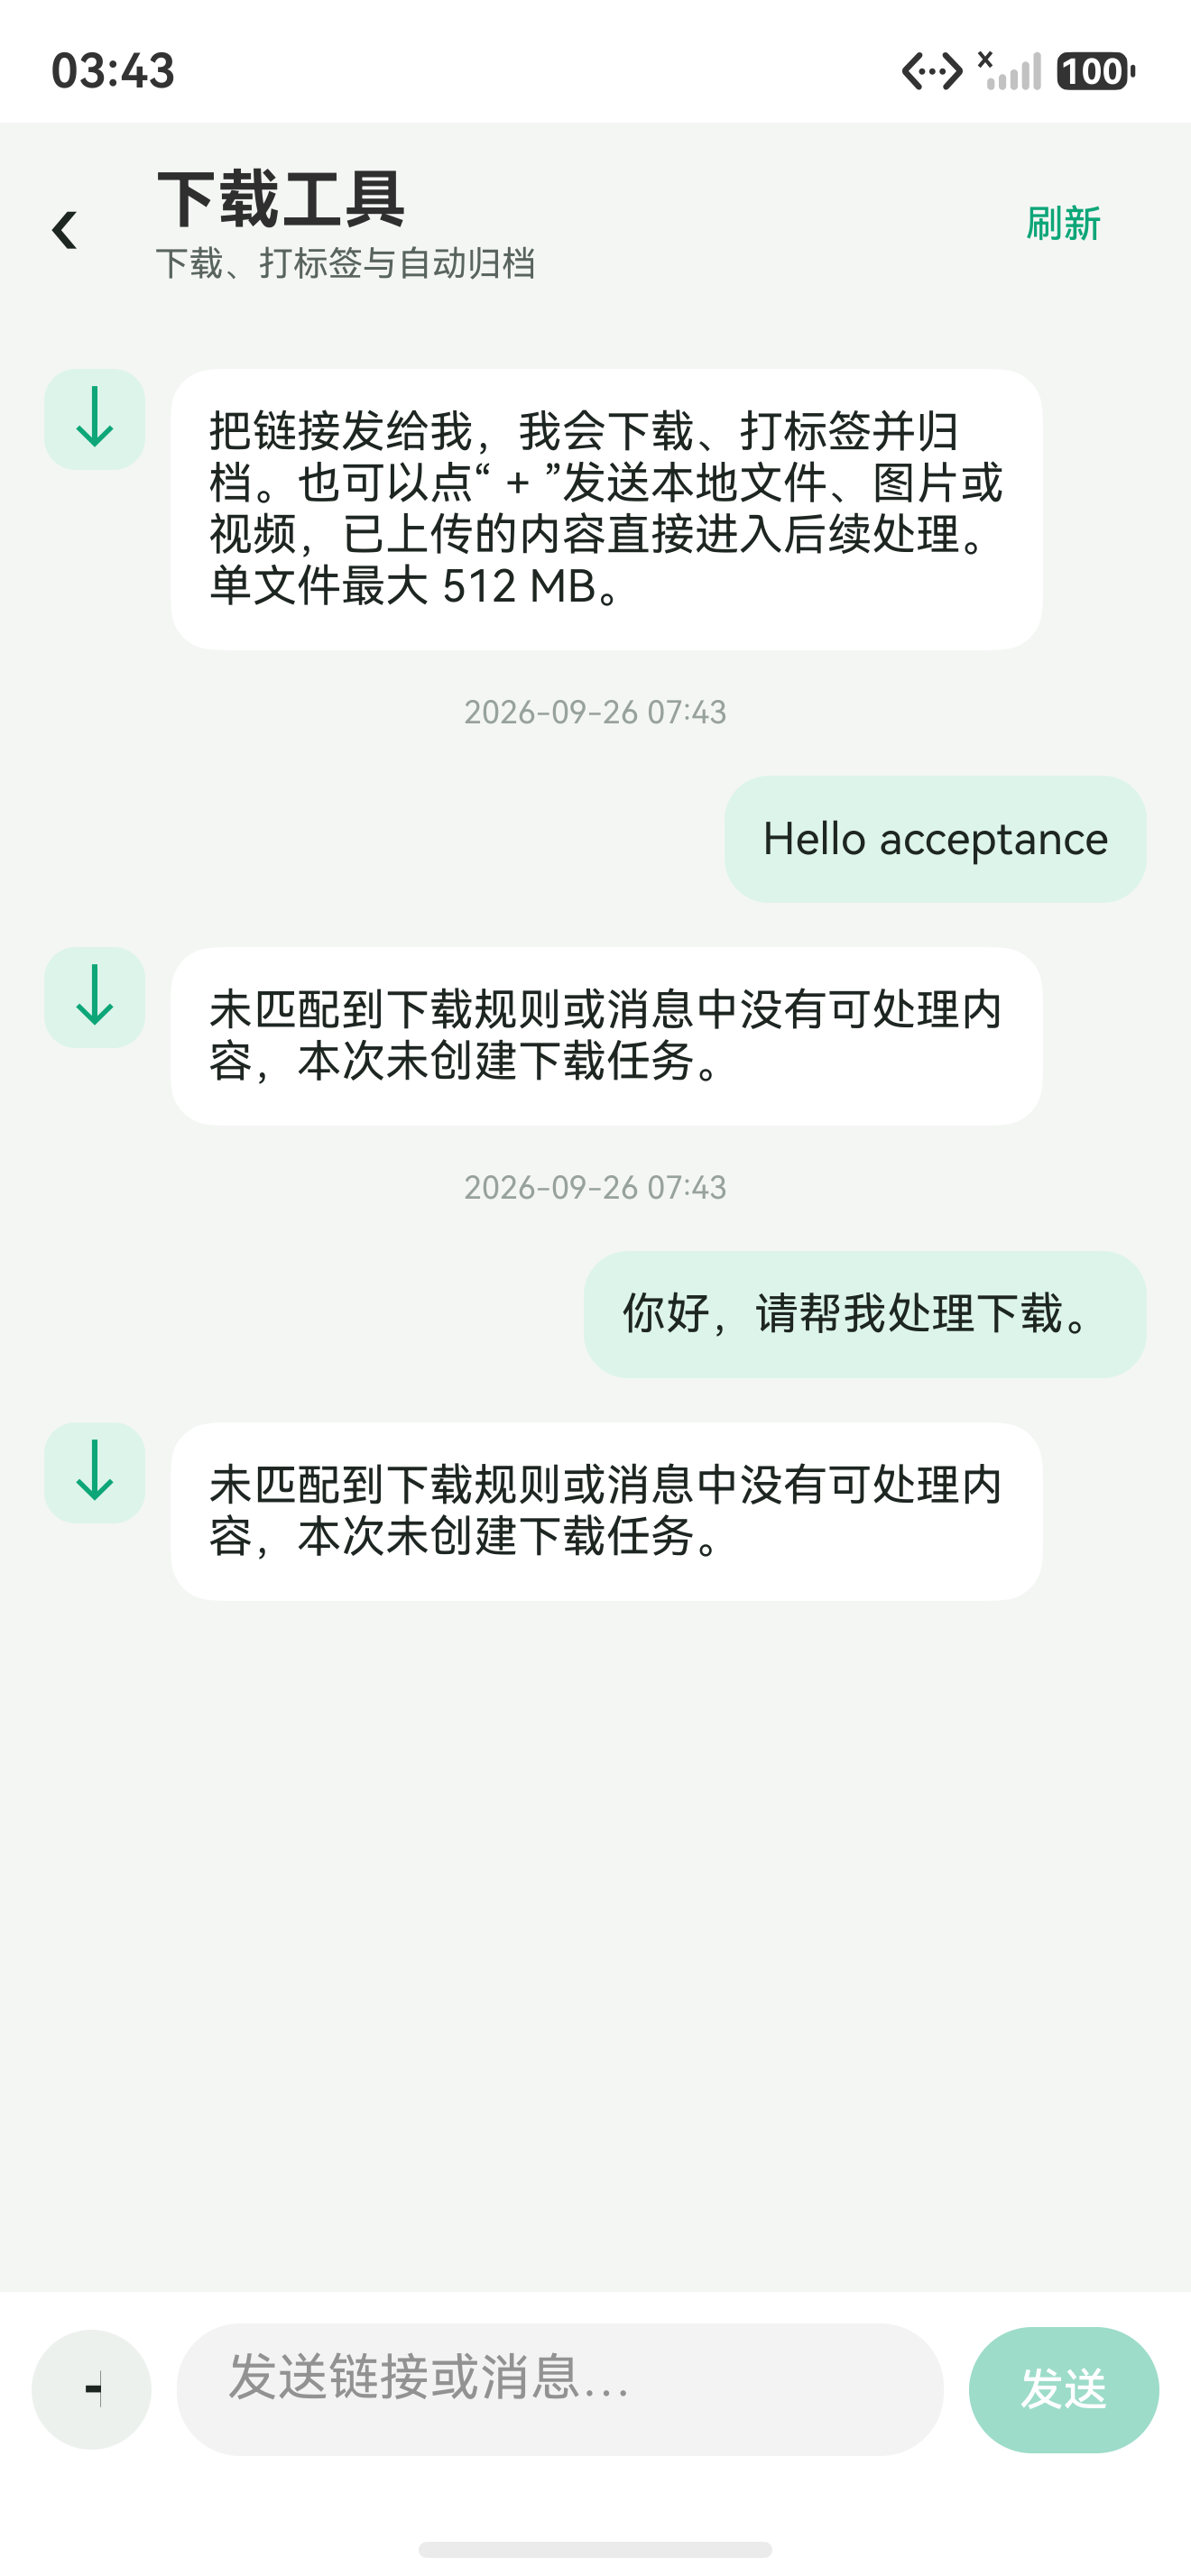 03:43
100
下载工具
下载、打标签与自动归档
刷新
把链接发给我，我会下载、打标签并归
档。也可以点“ + ”发送本地文件、图片或
视频，已上传的内容直接进入后续处理。
单文件最大 512 MB。
2026-09-26 07:43
Hello acceptance
未匹配到下载规则或消息中没有可处理内
容，本次未创建下载任务。
2026-09-26 07:43
你好，请帮我处理下载。
未匹配到下载规则或消息中没有可处理内
容，本次未创建下载任务。
发送链接或消息...
发送